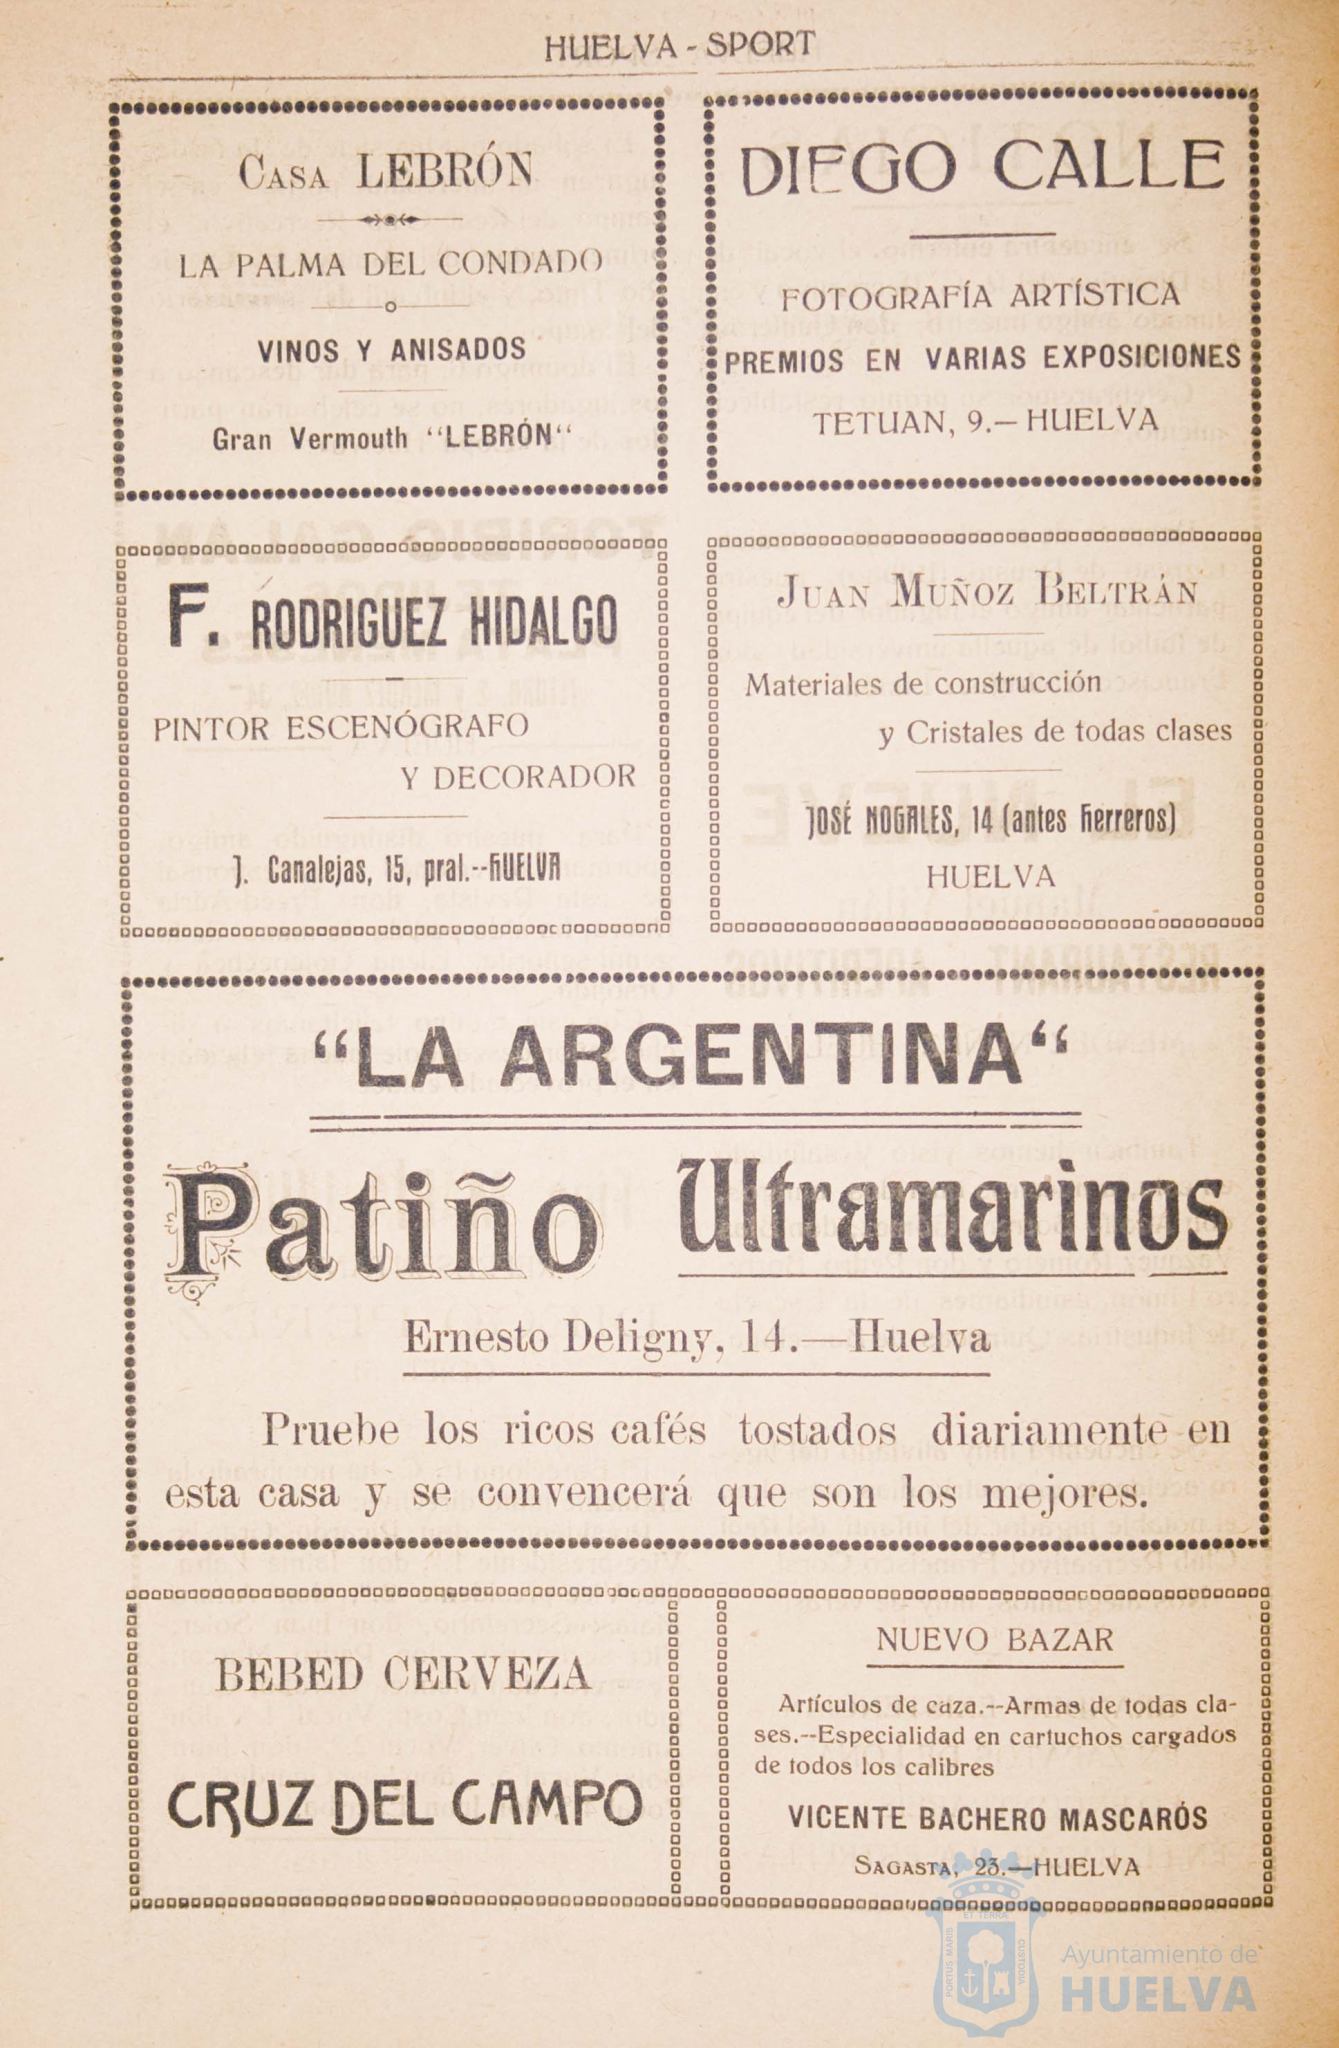 HUELVA - SPORT
CASA LEBRÓN
LA PALMA DEL CONDADO
VINOS Y ANISADOS
Gran Vermouth “LEBRÓN“
DIEGO CALLE
FOTOGRAFÍA ARTÍSTICA
PREMIOS EN VARIAS EXPOSICIONES
TETUAN, 9.—HUELVA
F. RODRIGUEZ HIDALGO
PINTOR ESCENÓGRAFO
Y DECORADOR
J. Canalejas, 15, pral.--HUELVA
JUAN MUÑOZ BELTRÁN
Materiales de construcción
y Cristales de todas clases
JOSÉ NOGALES, 14 (antes herreros)
HUELVA
“LA ARGENTINA“
Patiño Ultramarinos
Ernesto Deligny, 14.—Huelva
Pruebe los ricos cafés tostados diariamente en
esta casa y se convencerá que son los mejores.
BEBED CERVEZA
CRUZ DEL CAMPO
NUEVO BAZAR
Artículos de caza.--Armas de todas cla-
ses.--Especialidad en cartuchos cargados
de todos los calibres
VICENTE BACHERO MASCARÓS
SAGASTA, 23.—HUELVA
PORTUS MARIS
ET TERRA
CUSTODIA
Ayuntamiento de
HUELVA